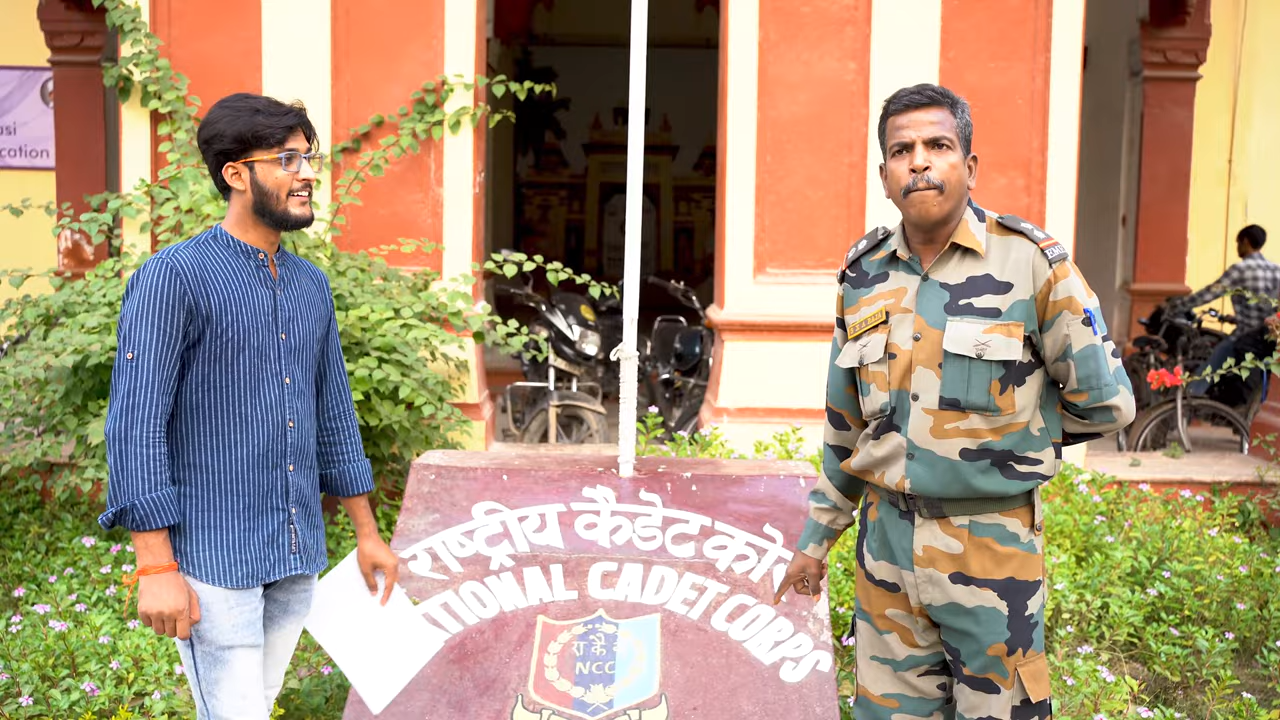 usi
cation
राष्ट्रीय कैडेट कोर
TIONAL CADET CORPS
रा कै
NCC